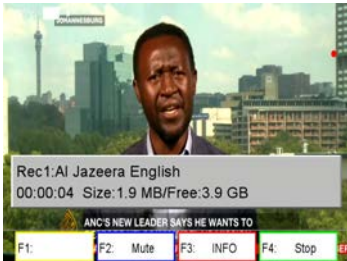 JOHANNESBURG
Rec1:Al Jazeera English
00:00:04 Size:1.9 MB/Free:3.9 GB
ANC'S NEW LEADER SAYS HE WANTS TO
F1: F2: Mute F3: INFO F4: Stop